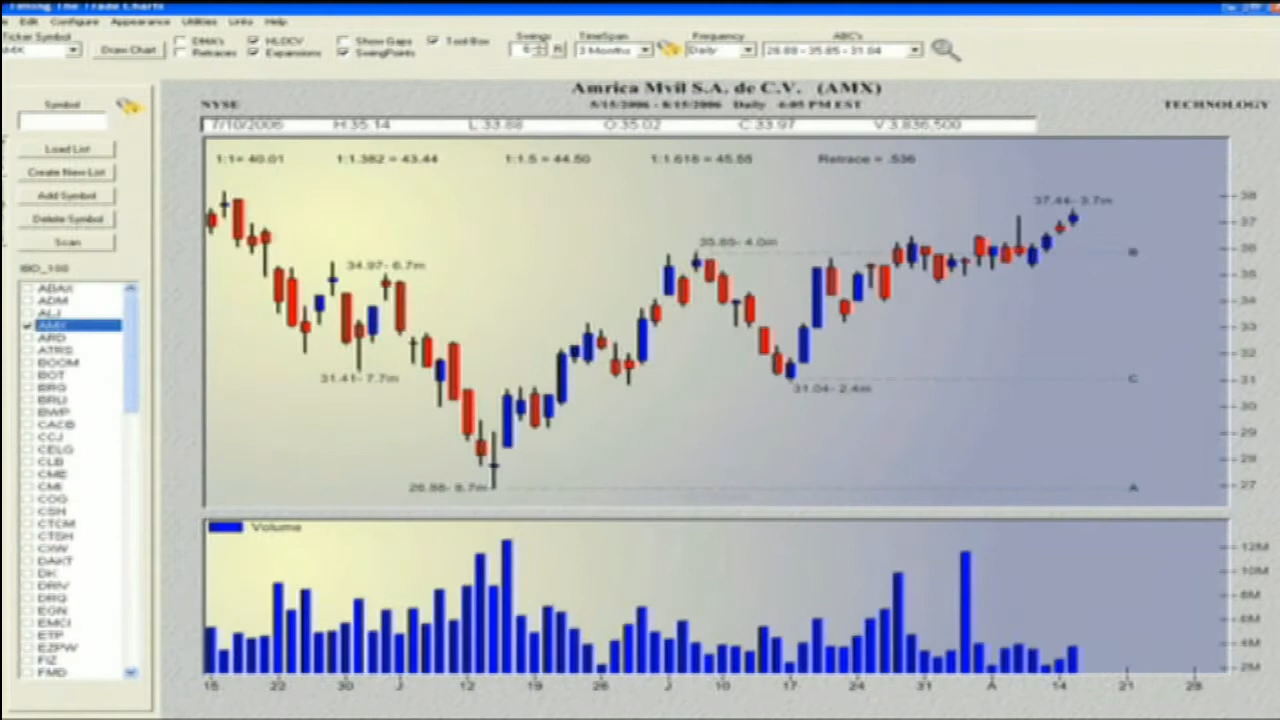 Timing The Trade Charts
Edit Configure Appearance Utilities Links Help
Ticker Symbol
AMX
Draw Chart
DMA's
Retraces
HLOCV
Expansions
Show Gaps
SwingPoints
Tool Box
Swings
6
R
TimeSpan
3 Months
Frequency
Daily
ABC's
26.88 - 35.85 - 31.04
Symbol
Load List
Create New List
Add Symbol
Delete Symbol
Scan
IBD_100
ABAX
ADM
ALJ
AMX
ARD
ATRS
BOOM
BOT
BRG
BRLI
BWP
CACB
CCJ
CELG
CLB
CME
CMI
COG
CSH
CTCM
CTSH
CXW
DAKT
DK
DRIV
DRQ
EGN
EMCI
ETP
EZPW
FIZ
FMD
Amrica Mvil S.A. de C.V. (AMX)
NYSE
5/15/2006 - 8/15/2006 Daily 6:05 PM EST
TECHNOLOGY
7/10/2006 H:35.14 L:33.88 O:35.02 C:33.97 V:3,836,500
1:1= 40.01 1:1.382 = 43.44 1:1.5 = 44.50 1:1.618 = 45.55 Retrace = .536
37.44- 3.7m
35.85- 4.0m
34.97- 6.7m
31.41- 7.7m
31.04- 2.4m
26.88- 8.7m
B
C
A
38
37
36
35
34
33
32
31
30
29
28
27
Volume
12M
10M
8M
6M
4M
2M
15 22 30 J 12 19 26 J 10 17 24 31 A 14 21 28